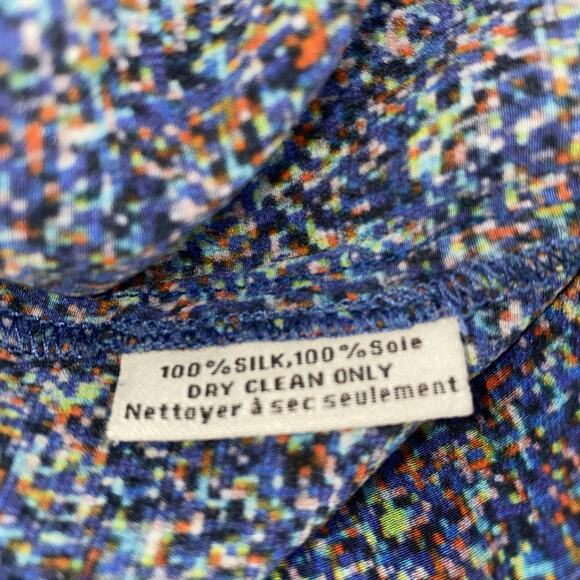 100%SILK,100%Soie
DRY CLEAN ONLY
Nettoyer à sec seulement